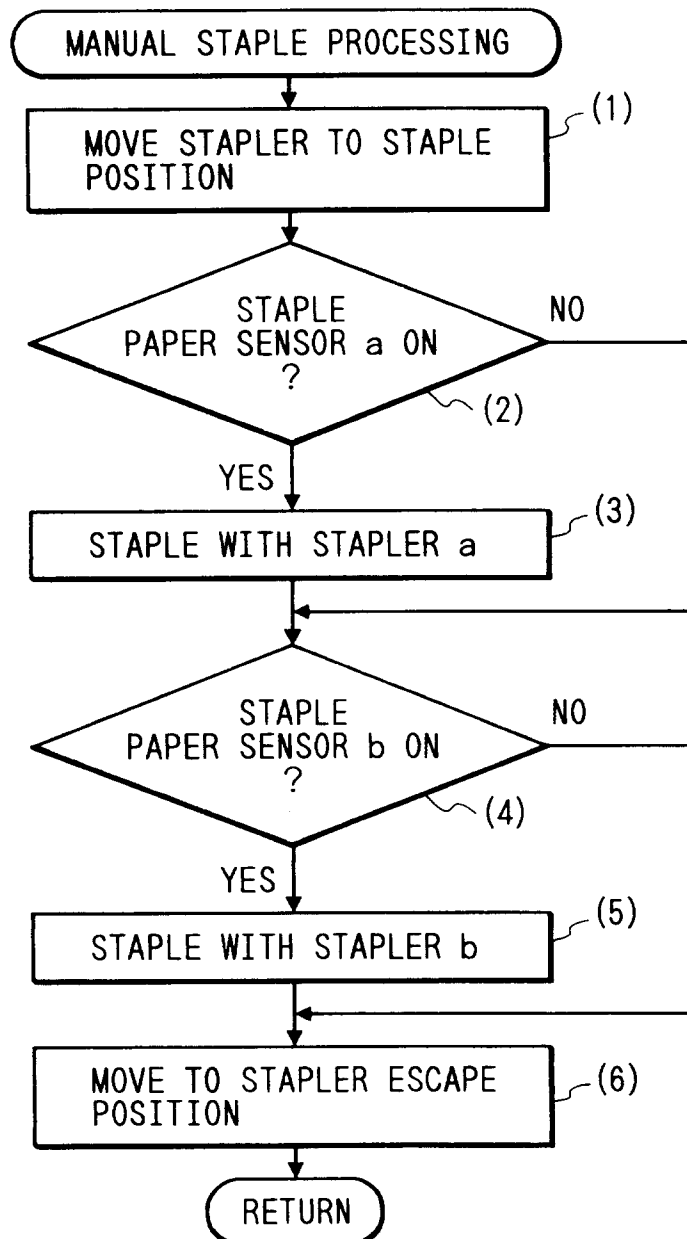 MANUAL STAPLE PROCESSING
(1)
MOVE STAPLER TO STAPLE
POSITION
STAPLE
PAPER SENSOR a ON
?
NO
(2)
YES
(3)
STAPLE WITH STAPLER a
STAPLE
PAPER SENSOR b ON
?
NO
(4)
YES
(5)
STAPLE WITH STAPLER b
MOVE TO STAPLER ESCAPE
POSITION
(6)
RETURN